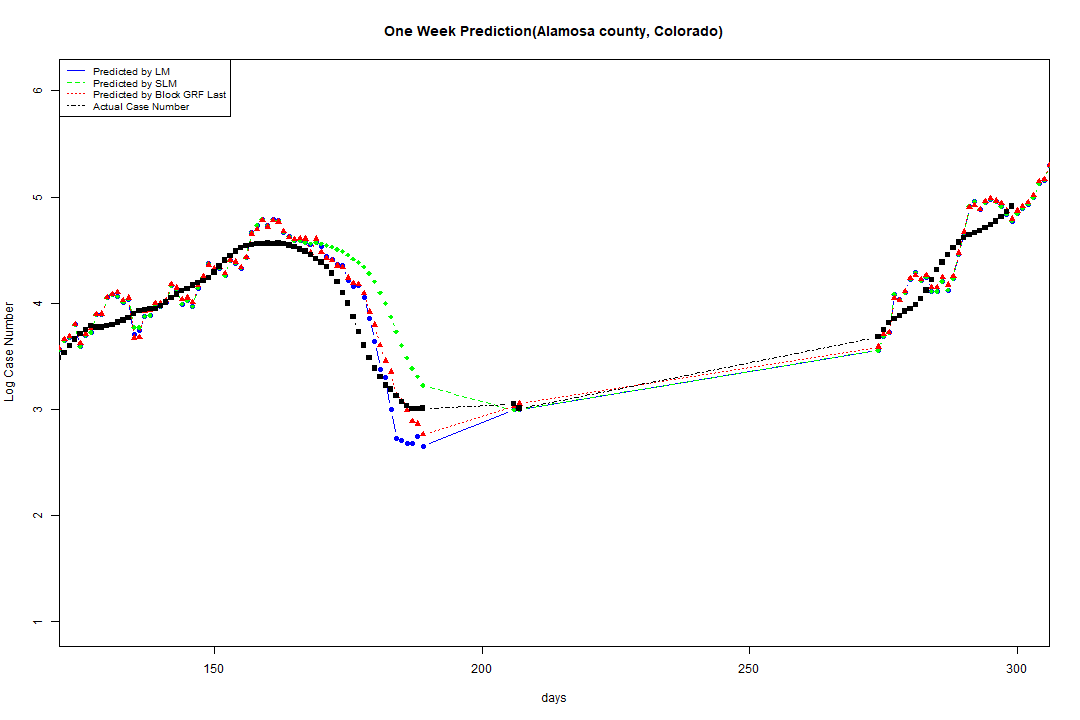 One Week Prediction(Alamosa county, Colorado)
Predicted by LM
Predicted by SLM
Predicted by Block GRF Last
Actual Case Number
6
5
4
3
2
1
Log Case Number
150
200
250
300
days